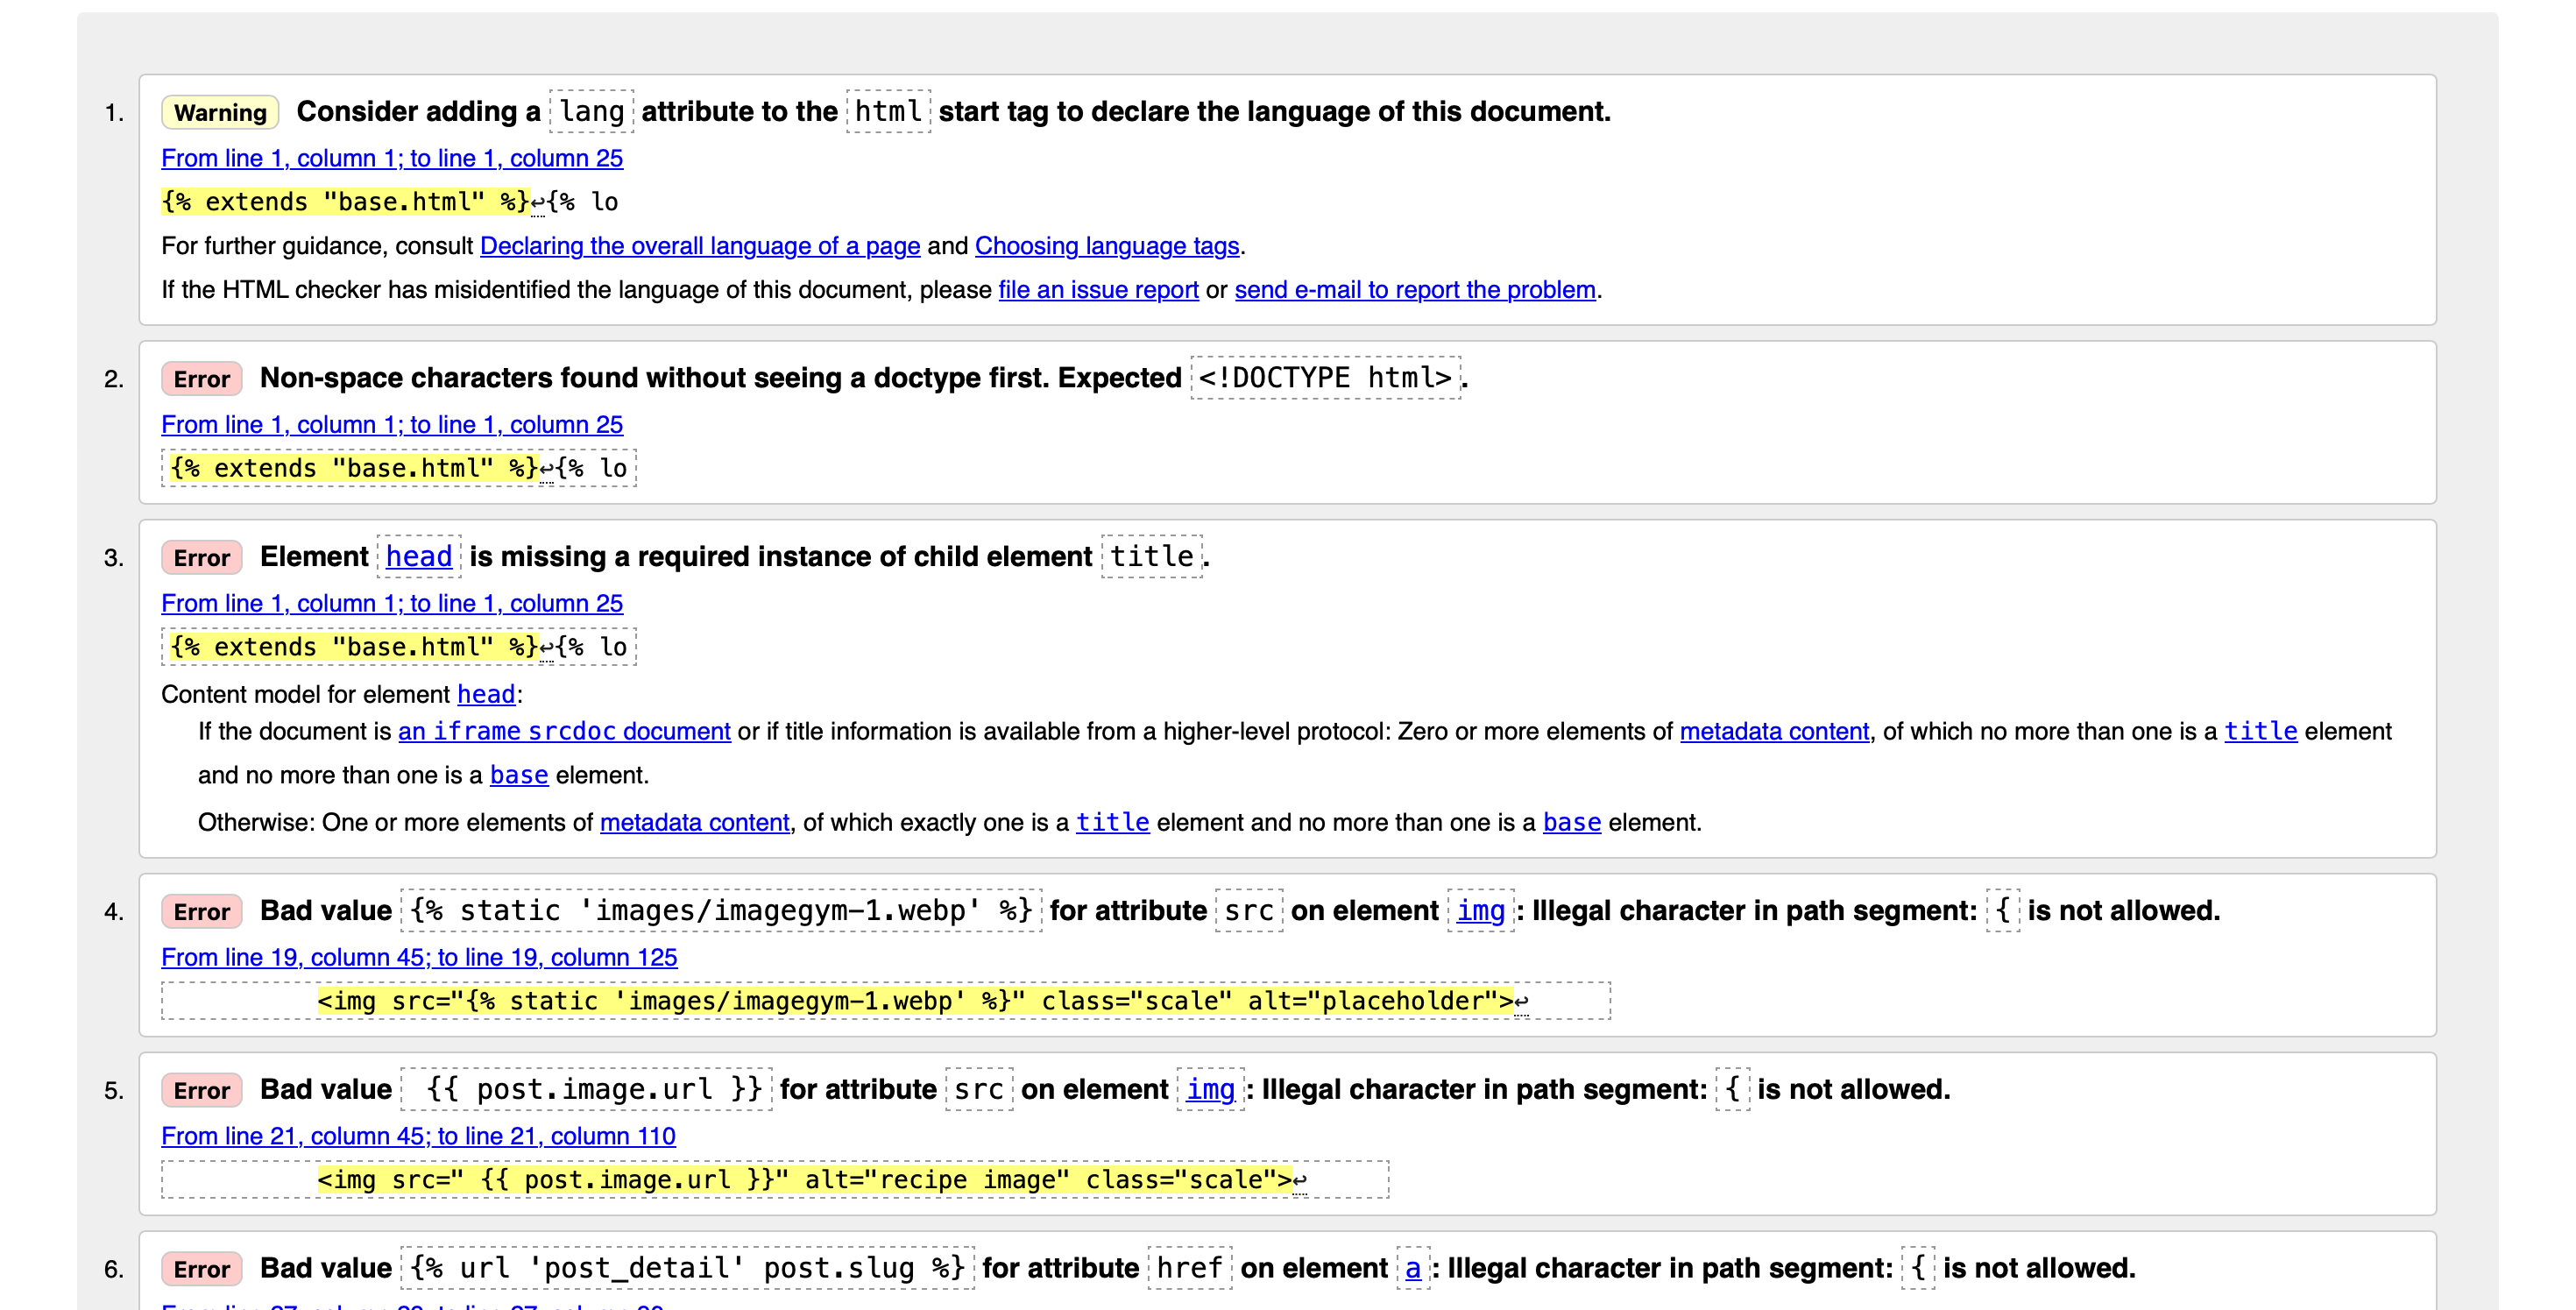 1. Warning Consider adding a lang attribute to the html start tag to declare the language of this document.
From line 1, column 1; to line 1, column 25
{% extends "base.html" %}↩{% lo
For further guidance, consult Declaring the overall language of a page and Choosing language tags.
If the HTML checker has misidentified the language of this document, please file an issue report or send e-mail to report the problem.
2. Error Non-space characters found without seeing a doctype first. Expected <!DOCTYPE html>.
From line 1, column 1; to line 1, column 25
{% extends "base.html" %}↩{% lo
3. Error Element head is missing a required instance of child element title.
From line 1, column 1; to line 1, column 25
{% extends "base.html" %}↩{% lo
Content model for element head:
If the document is an iframe srcdoc document or if title information is available from a higher-level protocol: Zero or more elements of metadata content, of which no more than one is a title element
and no more than one is a base element.
Otherwise: One or more elements of metadata content, of which exactly one is a title element and no more than one is a base element.
4. Error Bad value {% static 'images/imagegym-1.webp' %} for attribute src on element img: Illegal character in path segment: { is not allowed.
From line 19, column 45; to line 19, column 125
<img src="{% static 'images/imagegym-1.webp' %}" class="scale" alt="placeholder">↩
5. Error Bad value {{ post.image.url }} for attribute src on element img: Illegal character in path segment: { is not allowed.
From line 21, column 45; to line 21, column 110
<img src=" {{ post.image.url }}" alt="recipe image" class="scale">↩
6. Error Bad value {% url 'post_detail' post.slug %} for attribute href on element a: Illegal character in path segment: { is not allowed.